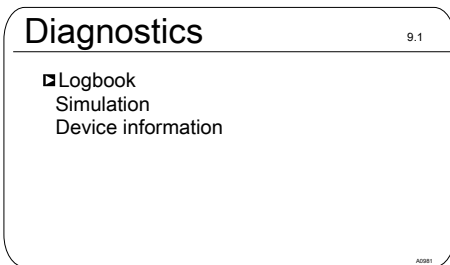 Diagnostics 9.1
Logbook
Simulation
Device information
A0981